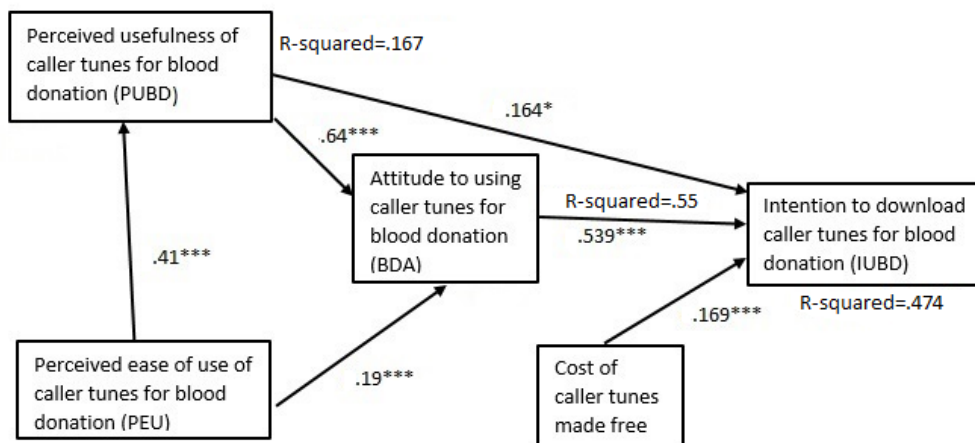 Perceived usefulness of
caller tunes for blood
donation (PUBD)
R-squared=.167
.164*
.64***
Attitude to using
caller tunes for
blood donation
(BDA)
R-squared=.55
.539***
Intention to download
caller tunes for blood
donation (IUBD)
R-squared=.474
.41***
.169***
.19***
Perceived ease of use of
caller tunes for blood
donation (PEU)
Cost of
caller tunes
made free